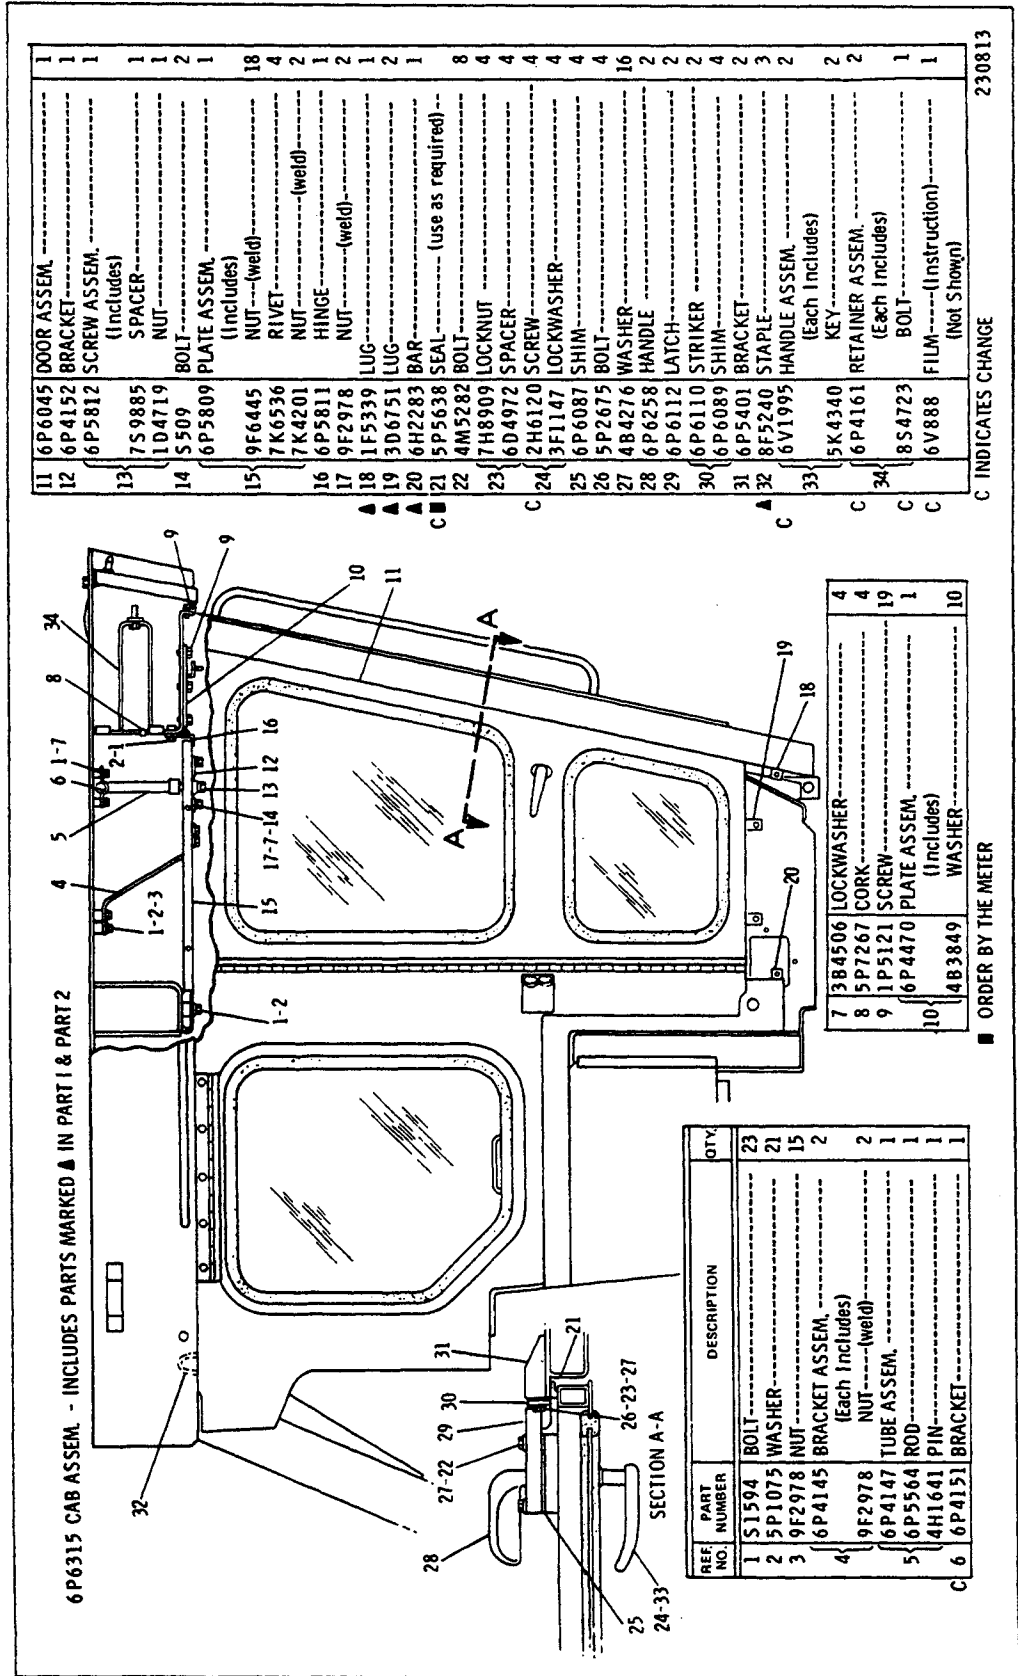 6P6315 CAB ASSEM. - INCLUDES PARTS MARKED ▲ IN PART 1 & PART 2
32
4
1-2-3
5
6
1-7
2-1
8
34
9
9
10
11
1-2
15
17-7-14
13
12
16
A
A
19
18
20
27-22
28
29
30
31
21
26-23-27
25
24-33
SECTION A-A
REF. NO. PART NUMBER DESCRIPTION QTY.
1 S1594 BOLT 23
2 5P1075 WASHER 21
3 9F2978 NUT 15
4 6P4145 BRACKET ASSEM. 2
(Each Includes)
9F2978 NUT (weld) 2
5 6P4147 TUBE ASSEM. 1
6P5564 ROD 1
4H1641 PIN 1
C 6 6P4151 BRACKET 1
7 3B4506 LOCKWASHER 4
8 5P7267 CORK 4
9 1P5121 SCREW 19
10 6P4470 PLATE ASSEM. 1
(Includes)
4B3849 WASHER 10
■ ORDER BY THE METER
11 6P6045 DOOR ASSEM. 1
12 6P4152 BRACKET 1
13 6P5812 SCREW ASSEM. 1
(Includes)
7S9885 SPACER 1
1D4719 NUT 1
14 S509 BOLT 2
15 6P5809 PLATE ASSEM. 1
(Includes)
9F6445 NUT (weld) 18
7K6536 RIVET 4
7K4201 NUT (weld) 2
16 6P5811 HINGE 1
17 9F2978 NUT (weld) 2
▲ 18 1F5339 LUG 1
▲ 19 3D6751 LUG 2
▲ 20 6H2283 BAR 1
C ■ 21 5P5638 SEAL (use as required)
22 4M5282 BOLT 8
23 7H8909 LOCKNUT 4
6D4972 SPACER 4
C 24 2H6120 SCREW 4
3F1147 LOCKWASHER 4
25 6P6087 SHIM 4
26 5P2675 BOLT 4
27 4B4276 WASHER 16
28 6P6258 HANDLE 2
29 6P6112 LATCH 2
30 6P6110 STRIKER 2
6P6089 SHIM 4
31 6P5401 BRACKET 2
▲ 32 8F5240 STAPLE 3
C 33 6V1995 HANDLE ASSEM. 2
(Each Includes)
5K4340 KEY 2
C 34 6P4161 RETAINER ASSEM. 2
(Each Includes)
C 8S4723 BOLT 1
C 6V888 FILM (Instruction) 1
(Not Shown)
C INDICATES CHANGE
230813